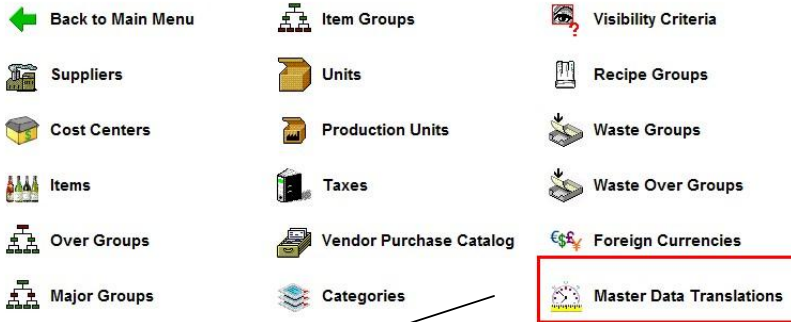 Back to Main Menu
Item Groups
Visibility Criteria
Suppliers
Units
Recipe Groups
Cost Centers
Production Units
Waste Groups
Items
Taxes
Waste Over Groups
Over Groups
Vendor Purchase Catalog
Foreign Currencies
Major Groups
Categories
Master Data Translations